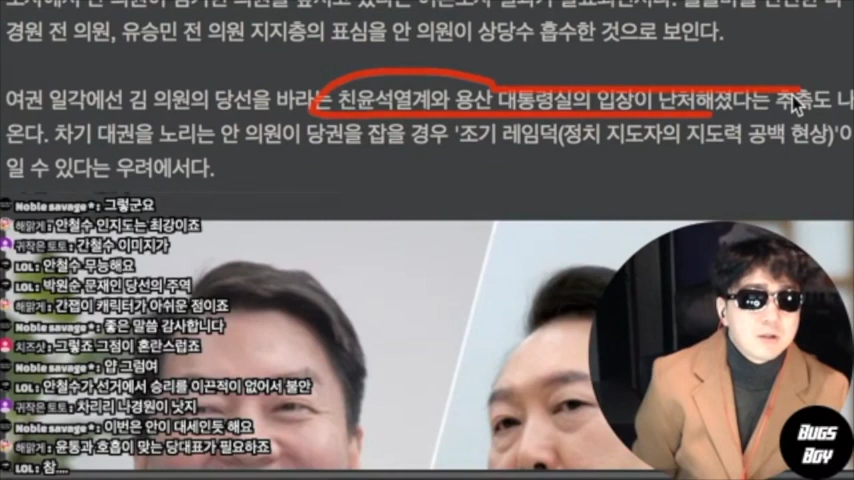 경원 전 의원, 유승민 전 의원 지지층의 표심을 안 의원이 상당수 흡수한 것으로 보인다.
여권 일각에선 김 의원의 당선을 바라는 친윤석열계와 용산 대통령실의 입장이 난처해졌다는 추측도 나
온다. 차기 대권을 노리는 안 의원이 당권을 잡을 경우 '조기 레임덕(정치 지도자의 지도력 공백 현상)'이
일 수 있다는 우려에서다.
Noble savage*: 그렇군요
해맑게: 안철수 인지도는 최강이죠
귀작은 토토: 간철수 이미지가
LOL: 안철수 무능해요
LOL: 박원순 문재인 당선의 주역
해맑게: 간잽이 캐릭터가 아쉬운 점이죠
Noble savage*: 좋은 말씀 감사합니다
치즈샷: 그렇죠 그점이 혼란스럽죠
Noble savage*: 압 그럼여
LOL: 안철수가 선거에서 승리를 이끈적이 없어서 불안
귀작은 토토: 차리리 나경원이 낫지
Noble savage*: 이번은 안이 대세인듯 해요
해맑게: 윤통과 호흡이 맞는 당대표가 필요하죠
LOL: 참....
BUGS
BOY